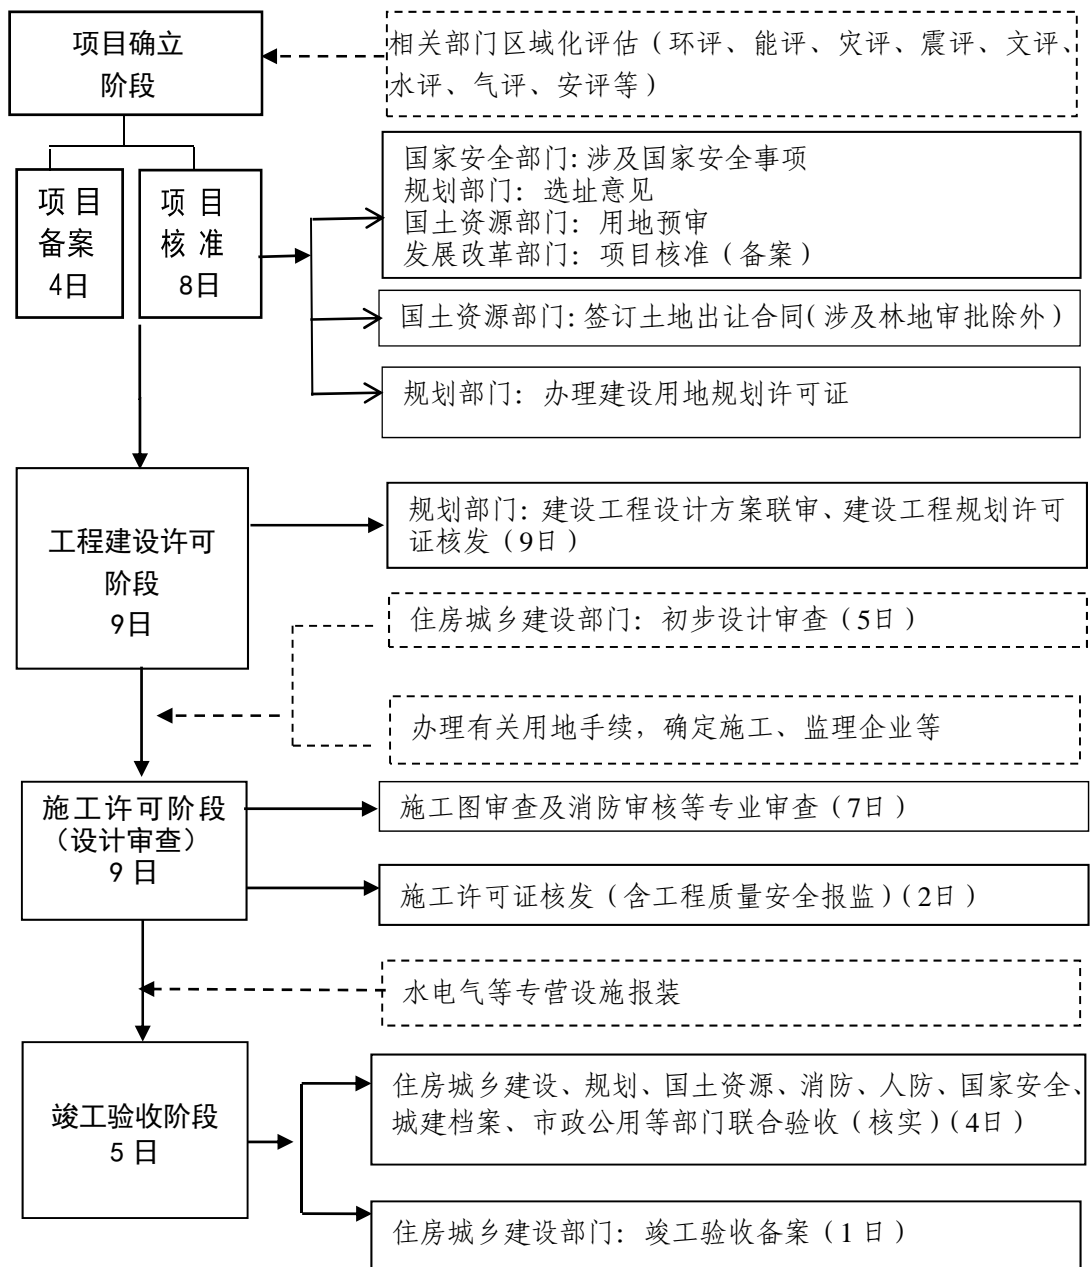 项目确立
阶段
相关部门区域化评估（环评、能评、灾评、震评、文评、
水评、气评、安评等）
项 目
备案
4日
项 目
核 准
8日
国家安全部门：涉及国家安全事项
规划部门：选址意见
国土资源部门：用地预审
发展改革部门：项目核准（备案）
国土资源部门：签订土地出让合同（涉及林地审批除外）
规划部门：办理建设用地规划许可证
工程建设许可
阶段
9日
规划部门：建设工程设计方案联审、建设工程规划许可
证核发（9日）
住房城乡建设部门：初步设计审查（5日）
办理有关用地手续，确定施工、监理企业等
施工许可阶段
（设计审查）
9 日
施工图审查及消防审核等专业审查（7日）
施工许可证核发（含工程质量安全报监）（2日）
水电气等专营设施报装
竣工验收阶段
5 日
住房城乡建设、规划、国土资源、消防、人防、国家安全、
城建档案、市政公用等部门联合验收（核实）（4日）
住房城乡建设部门：竣工验收备案（1 日）